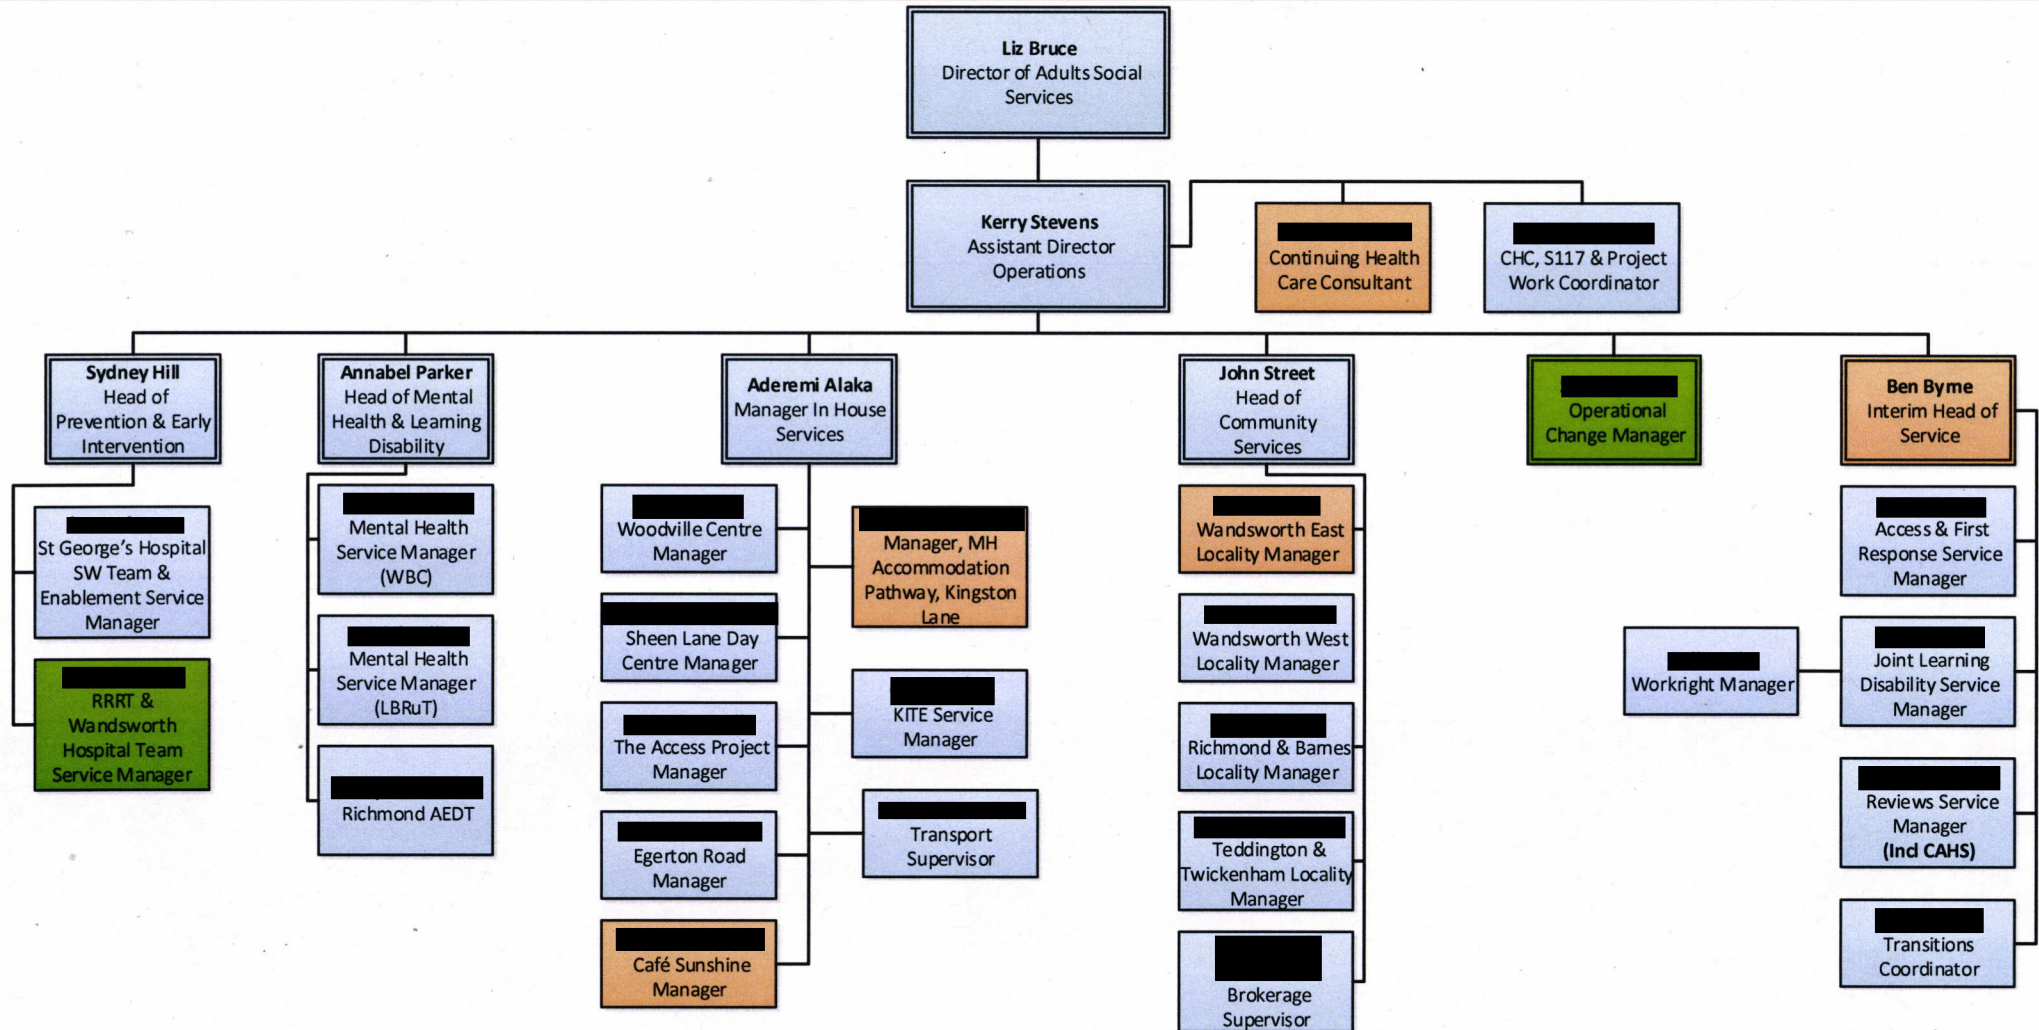 Liz Bruce
Director of Adults Social
Services
Kerry Stevens
Assistant Director
Operations
Continuing Health
Care Consultant
CHC, S117 & Project
Work Coordinator
Sydney Hill
Head of
Prevention & Early
Intervention
Annabel Parker
Head of Mental
Health & Learning
Disability
Aderemi Alaka
Manager In House
Services
John Street
Head of
Community
Services
Operational
Change Manager
Ben Byrne
Interim Head of
Service
St George's Hospital
SW Team &
Enablement Service
Manager
RRRT &
Wandsworth
Hospital Team
Service Manager
Mental Health
Service Manager
(WBC)
Mental Health
Service Manager
(LBRuT)
Richmond AEDT
Woodville Centre
Manager
Sheen Lane Day
Centre Manager
The Access Project
Manager
Egerton Road
Manager
Café Sunshine
Manager
Manager, MH
Accommodation
Pathway, Kingston
Lane
KITE Service
Manager
Transport
Supervisor
Wandsworth East
Locality Manager
Wandsworth West
Locality Manager
Richmond & Barnes
Locality Manager
Teddington &
Twickenham Locality
Manager
Brokerage
Supervisor
Access & First
Response Service
Manager
Workright Manager
Joint Learning
Disability Service
Manager
Reviews Service
Manager
(Incl CAHS)
Transitions
Coordinator